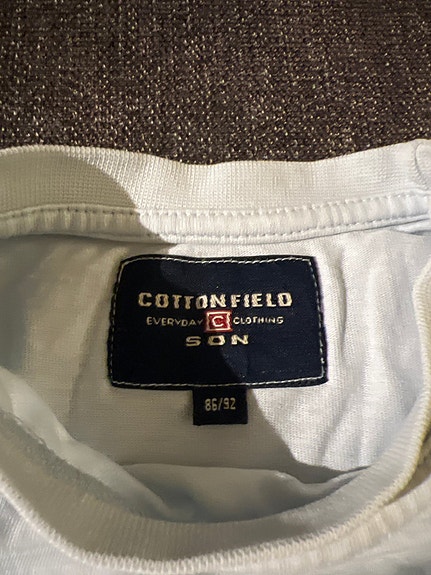 COTTONFIELD
EVERYDAY C CLOTHING
SON
86/92